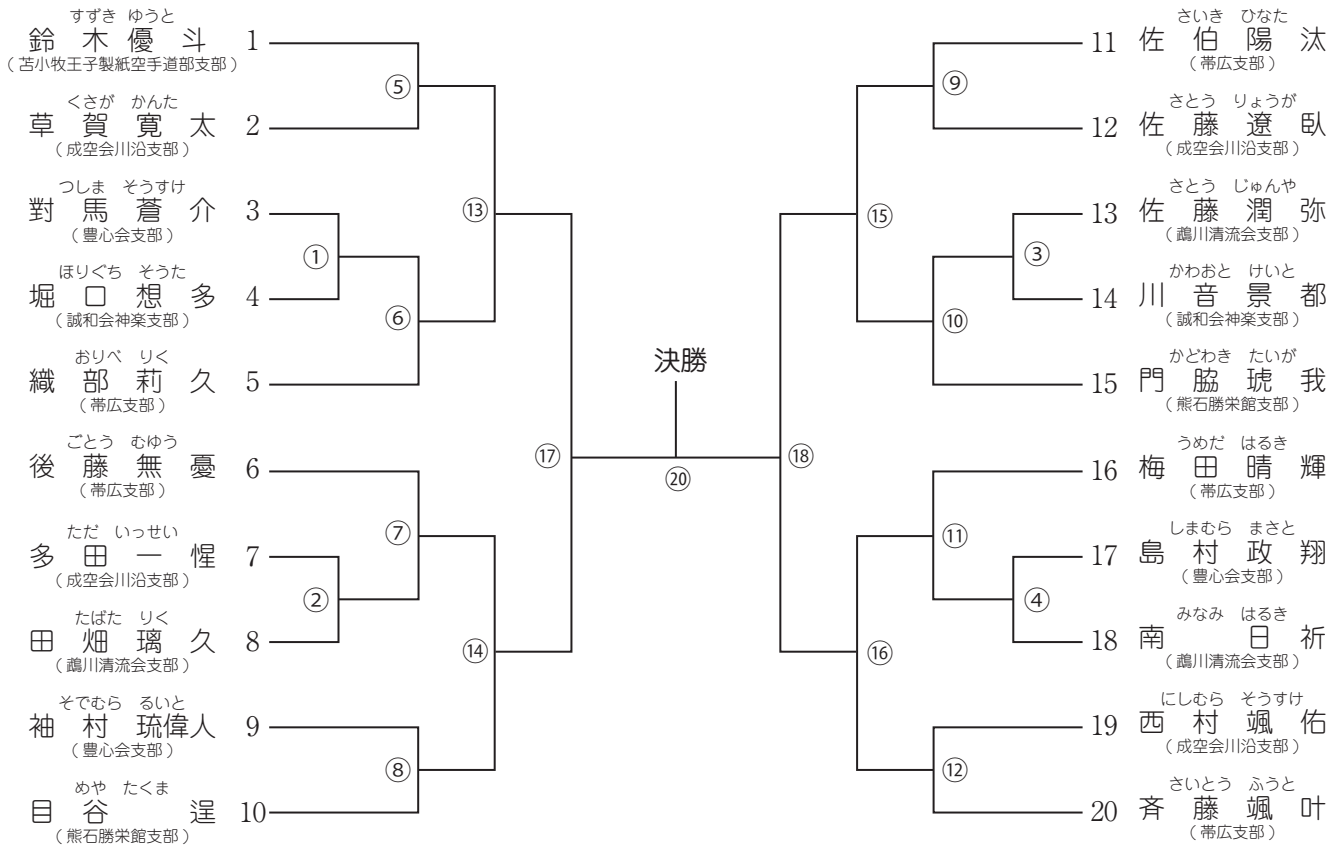 すずき ゆうと
鈴木優斗 1
(苫小牧王子製紙空手道部支部)
くさが かんた
草賀寛太 2
(成空会川沿支部)
つしま そうすけ
對馬蒼介 3
(豊心会支部)
ほりぐち そうた
堀口想多 4
(誠和会神楽支部)
おりべ りく
織部莉久 5
(帯広支部)
ごとう むゆう
後藤無憂 6
(帯広支部)
ただ いっせい
多田一惺 7
(成空会川沿支部)
たばた りく
田畑璃久 8
(鵡川清流会支部)
そでむら るいと
袖村琉偉人 9
(豊心会支部)
めや たくま
目谷逞 10
(熊石勝栄館支部)
⑤
①
⑥
⑦
②
⑧
⑬
⑭
⑰
決勝
⑳
⑱
⑮
⑯
⑨
③
⑩
⑪
④
⑫
さいき ひなた
11 佐伯陽汰
(帯広支部)
さとう りょうが
12 佐藤遼臥
(成空会川沿支部)
さとう じゅんや
13 佐藤潤弥
(鵡川清流会支部)
かわおと けいと
14 川音景都
(誠和会神楽支部)
かどわき たいが
15 門脇琥我
(熊石勝栄館支部)
うめだ はるき
16 梅田晴輝
(帯広支部)
しまむら まさと
17 島村政翔
(豊心会支部)
みなみ はるき
18 南日祈
(鵡川清流会支部)
にしむら そうすけ
19 西村颯佑
(成空会川沿支部)
さいとう ふうと
20 斉藤颯叶
(帯広支部)